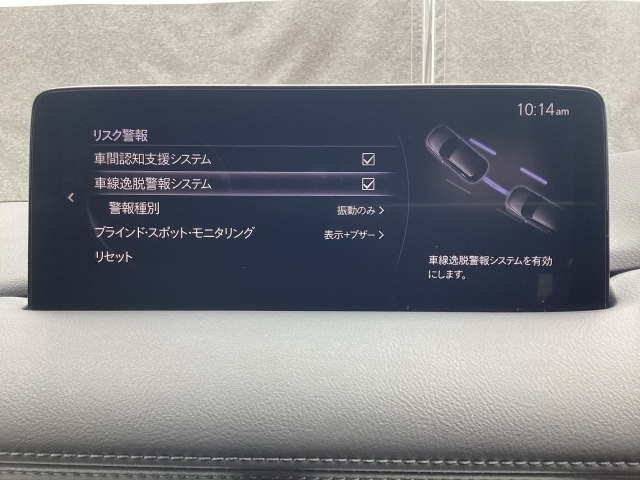 10:14am
リスク警報
車間認知支援システム
車線逸脱警報システム
警報種別 振動のみ
ブラインド・スポット・モニタリング 表示+ブザー
リセット
車線逸脱警報システムを有効
にします。